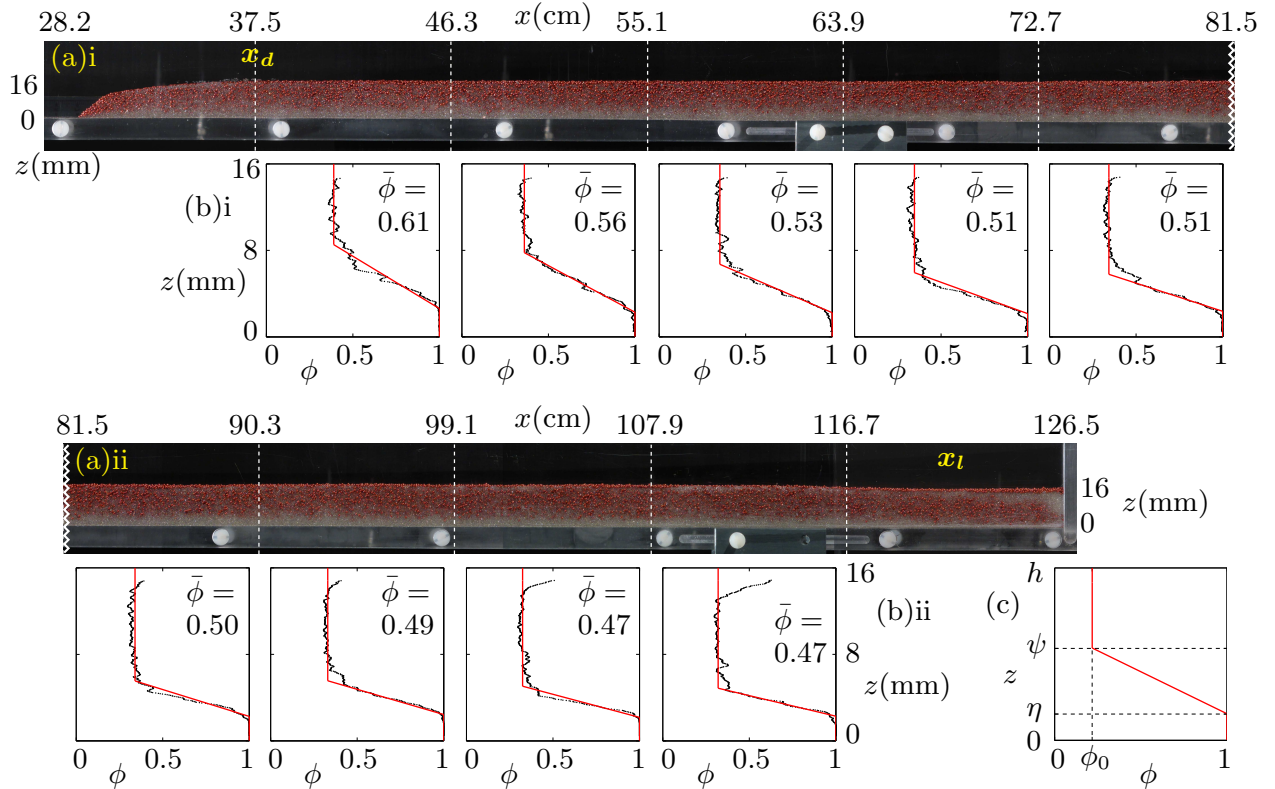 x(cm)
28.2 37.5 46.3 55.1 63.9 72.7 81.5
(a)i x_d
16
0
z(mm)
(b)i
16
8
0
z(mm)
ϕ̄ = 0.61
ϕ̄ = 0.56
ϕ̄ = 0.53
ϕ̄ = 0.51
ϕ̄ = 0.51
0 ϕ 0.5 1
0 ϕ 0.5 1
0 ϕ 0.5 1
0 ϕ 0.5 1
0 ϕ 0.5 1
x(cm)
81.5 90.3 99.1 107.9 116.7 126.5
(a)ii x_l
16
0
z(mm)
ϕ̄ = 0.50
ϕ̄ = 0.49
ϕ̄ = 0.47
ϕ̄ = 0.47
16
8
0
(b)ii
z(mm)
0 ϕ 0.5 1
0 ϕ 0.5 1
0 ϕ 0.5 1
0 ϕ 0.5 1
(c)
h
ψ
z
η
0
0 ϕ₀ ϕ 1